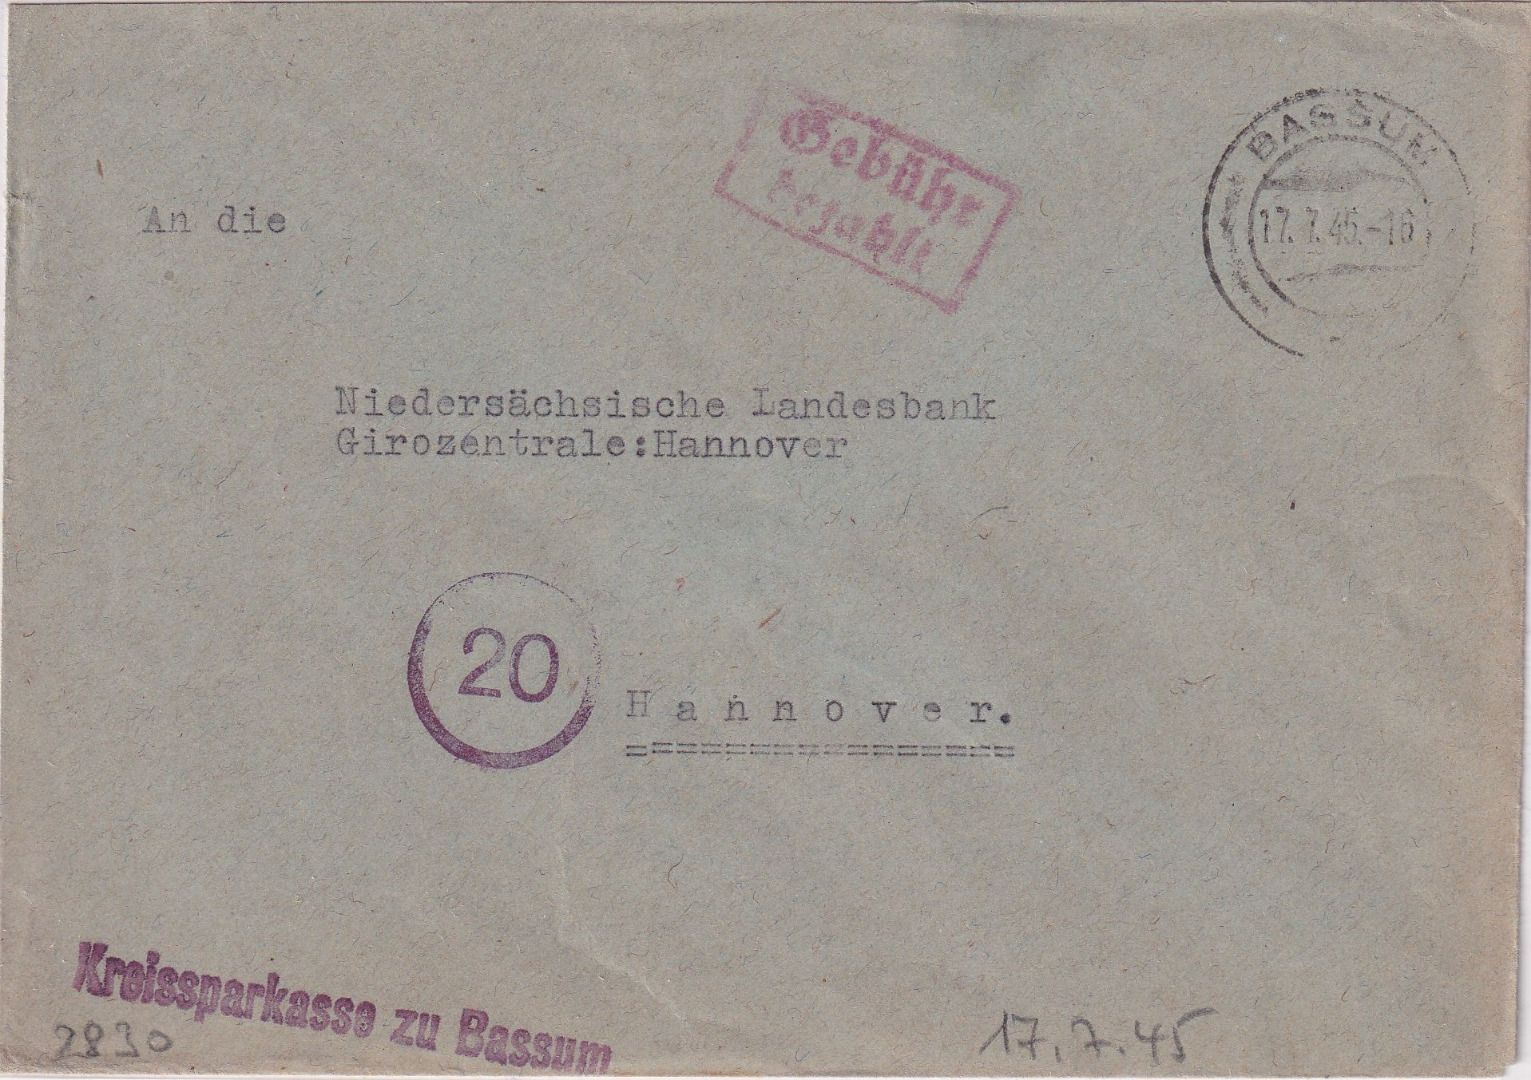 Gebühr
bezahlt
BASSUM
17.7.45.-16
An die
Niedersächsische Landesbank
Girozentrale:Hannover
20
Hannover.
================
Kreissparkasse zu Bassum
2830
17.7.45